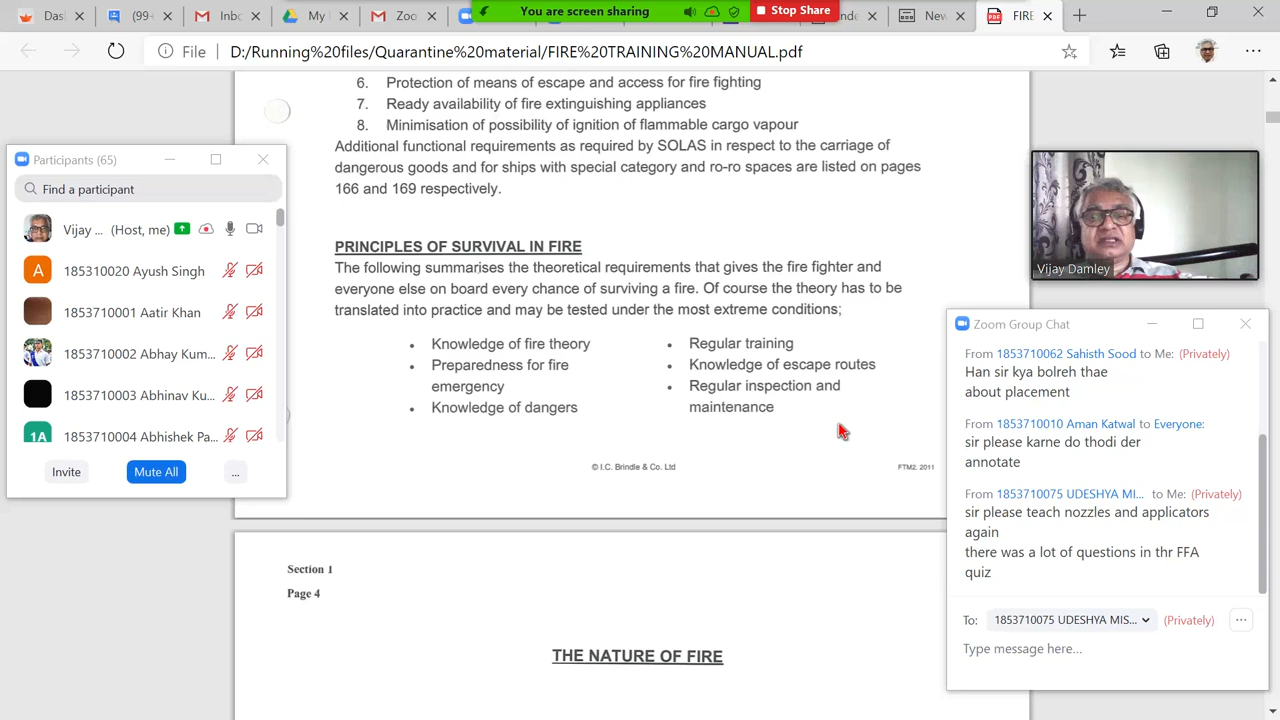 Das
(99
Inbc
My
Zoo
You are screen sharing
Stop Share
nde
New
FIRE
File
D:/Running%20files/Quarantine%20material/FIRE%20TRAINING%20MANUAL.pdf
6. Protection of means of escape and access for fire fighting
7. Ready availability of fire extinguishing appliances
8. Minimisation of possibility of ignition of flammable cargo vapour
Additional functional requirements as required by SOLAS in respect to the carriage of
dangerous goods and for ships with special category and ro-ro spaces are listed on pages
166 and 169 respectively.
PRINCIPLES OF SURVIVAL IN FIRE
The following summarises the theoretical requirements that gives the fire fighter and
everyone else on board every chance of surviving a fire. Of course the theory has to be
translated into practice and may be tested under the most extreme conditions;
• Knowledge of fire theory
• Preparedness for fire
emergency
• Knowledge of dangers
• Regular training
• Knowledge of escape routes
• Regular inspection and
maintenance
© I.C. Brindle & Co. Ltd
FTM2. 2011
Section 1
Page 4
THE NATURE OF FIRE
Participants (65)
Find a participant
Vijay ... (Host, me)
A
185310020 Ayush Singh
1853710001 Aatir Khan
1853710002 Abhay Kum...
1853710003 Abhinav Ku...
1A
1853710004 Abhishek Pa...
Invite
Mute All
...
Vijay Damley
Zoom Group Chat
From 1853710062 Sahisth Sood to Me: (Privately)
Han sir kya bolreh thae
about placement
From 1853710010 Aman Katwal to Everyone:
sir please karne do thodi der
annotate
From 1853710075 UDESHYA MI... to Me: (Privately)
sir please teach nozzles and applicators
again
there was a lot of questions in thr FFA
quiz
To: 1853710075 UDESHYA MIS... (Privately)
Type message here...